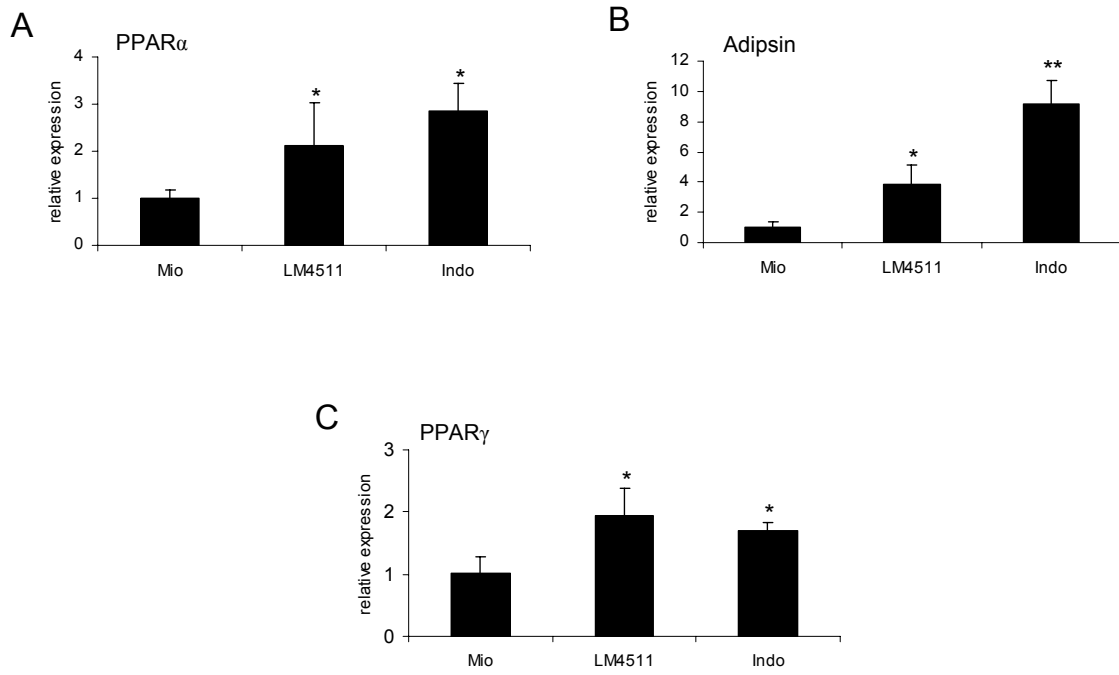 A
PPARα
relative expression
4
3
2
1
0
*
*
Mio
LM4511
Indo
B
Adipsin
relative expression
12
10
8
6
4
2
0
*
**
Mio
LM4511
Indo
C
PPARγ
relative expression
3
2
1
0
*
*
Mio
LM4511
Indo